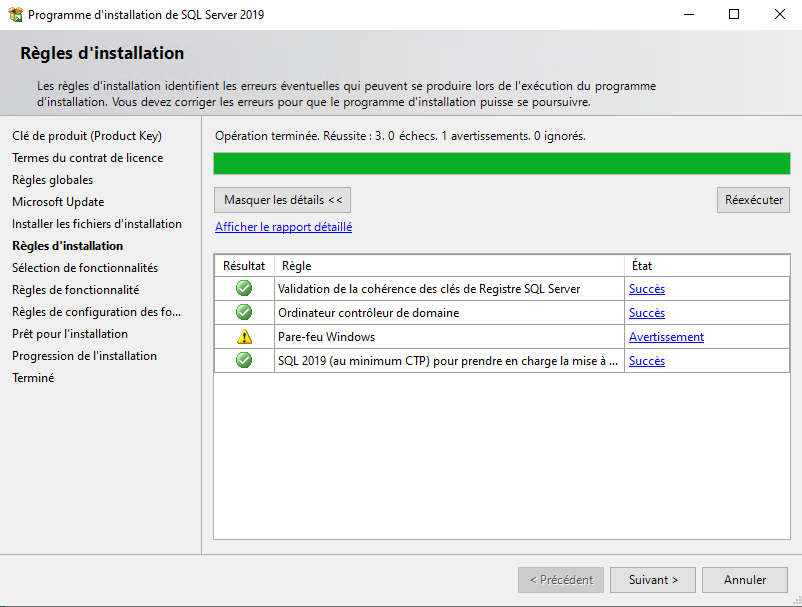 Programme d'installation de SQL Server 2019
Règles d'installation
Les règles d'installation identifient les erreurs éventuelles qui peuvent se produire lors de l'exécution du programme
d'installation. Vous devez corriger les erreurs pour que le programme d'installation puisse se poursuivre.
Clé de produit (Product Key)
Termes du contrat de licence
Règles globales
Microsoft Update
Installer les fichiers d'installation
Règles d'installation
Sélection de fonctionnalités
Règles de fonctionnalité
Règles de configuration des fo...
Prêt pour l'installation
Progression de l'installation
Terminé
Opération terminée. Réussite : 3. 0 échecs. 1 avertissements. 0 ignorés.
Masquer les détails <<
Réexécuter
Afficher le rapport détaillé
Résultat Règle État
Validation de la cohérence des clés de Registre SQL Server Succès
Ordinateur contrôleur de domaine Succès
Pare-feu Windows Avertissement
SQL 2019 (au minimum CTP) pour prendre en charge la mise à ... Succès
< Précédent Suivant > Annuler